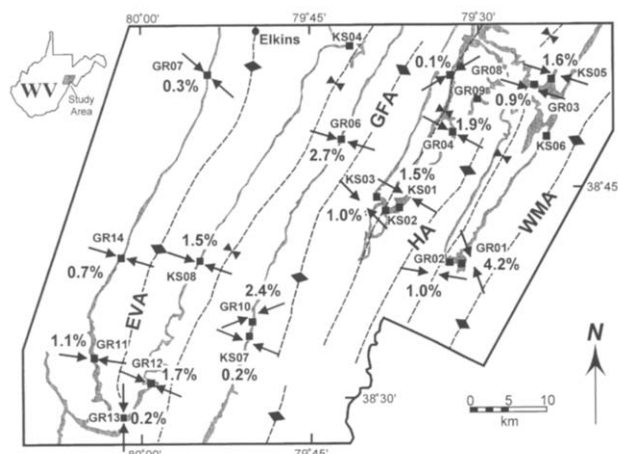 80°00'
79°45'
79°30'
Elkins
KS04
GR07
0.3%
WV
Study
Area
0.1%
GR08
1.6%
KS05
GR09
0.9%
GR03
GFA
GR06
2.7%
GR04
1.9%
KS06
KS03
1.5%
KS01
38°45'
1.0%
KS02
HA
WMA
GR14
0.7%
1.5%
KS08
GR02
GR01
4.2%
1.0%
EVA
2.4%
GR10
KS07
0.2%
1.1%
GR11
GR12
1.7%
N
38°30'
0 5 10
km
GR13
0.2%
80°00'
79°45'